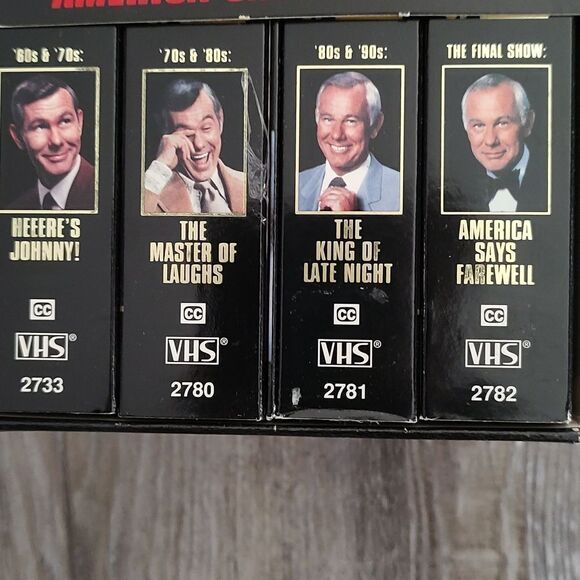 '60s & '70s:
HEEERE'S
JOHNNY!
CC
VHS®
2733
'70s & '80s:
THE
MASTER OF
LAUGHS
CC
VHS®
2780
'80s & '90s:
THE
KING OF
LATE NIGHT
CC
VHS®
2781
THE FINAL SHOW:
AMERICA
SAYS
FAREWELL
CC
VHS®
2782